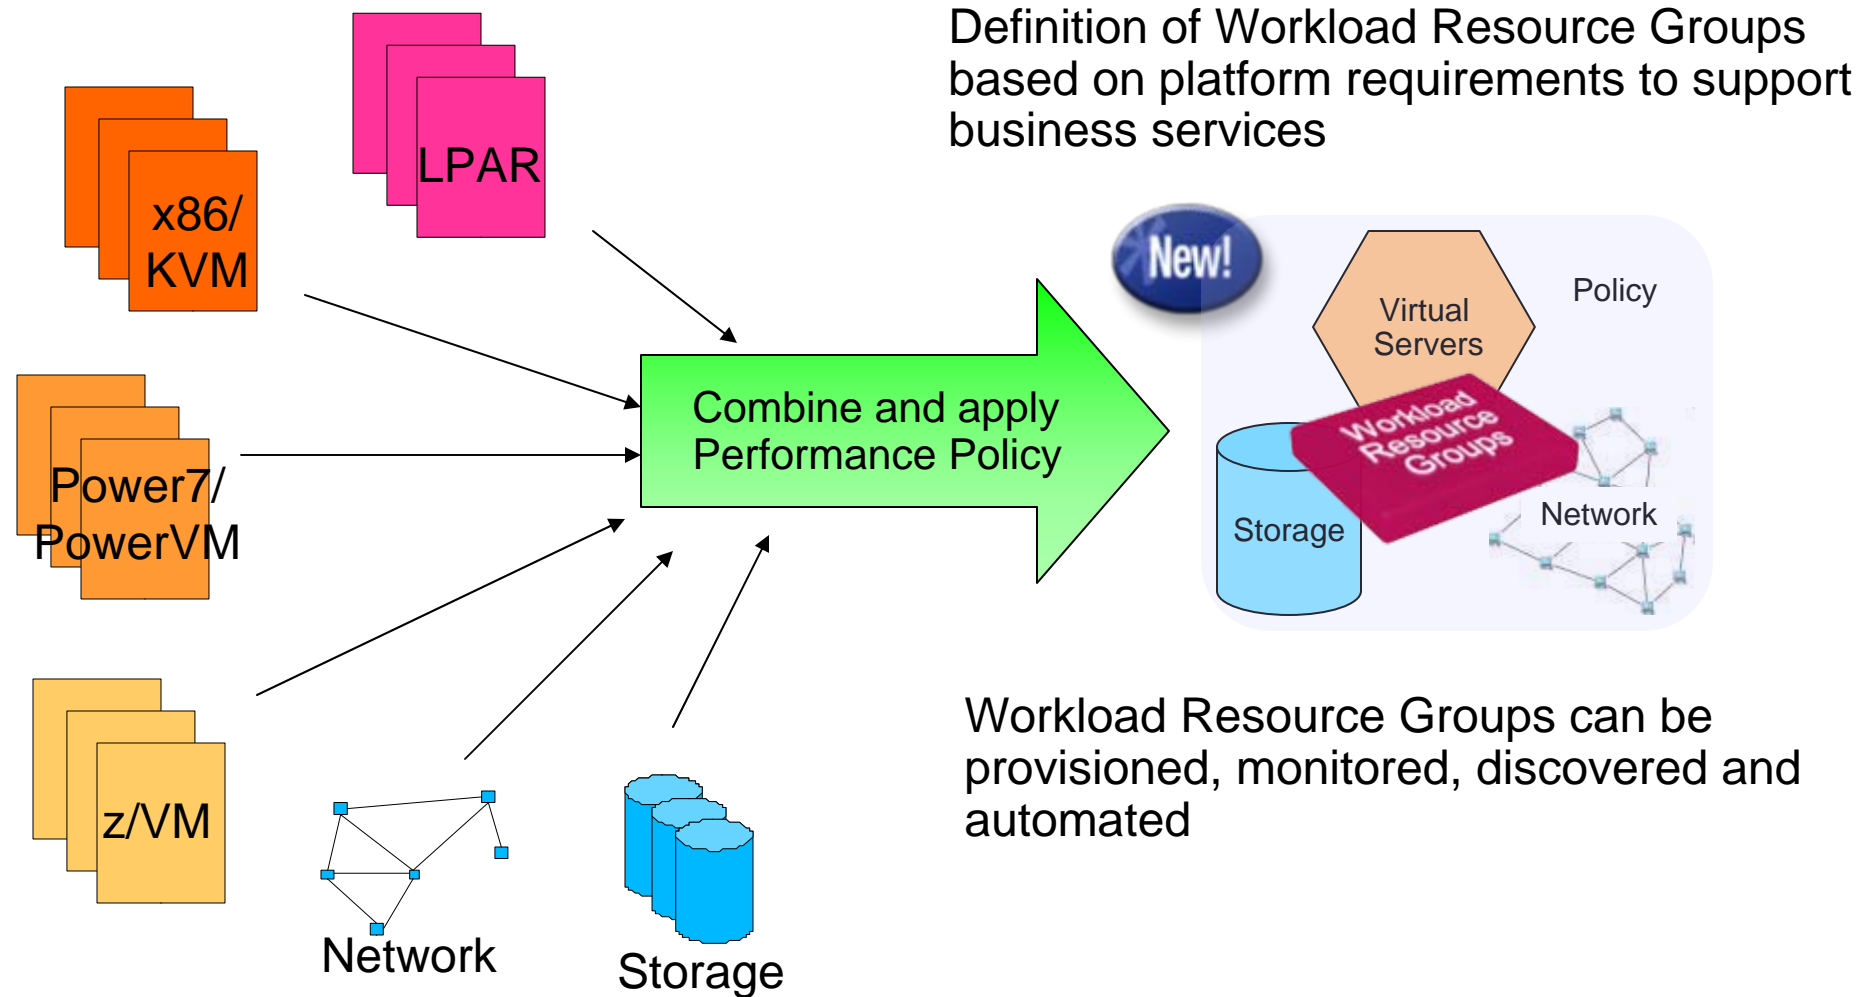 Definition of Workload Resource Groups
based on platform requirements to support
business services
LPAR
x86/
KVM
New!
Policy
Virtual
Servers
Combine and apply
Performance Policy
Workload
Resource
Groups
Power7/
PowerVM
Storage
Network
Workload Resource Groups can be
provisioned, monitored, discovered and
automated
z/VM
Network
Storage